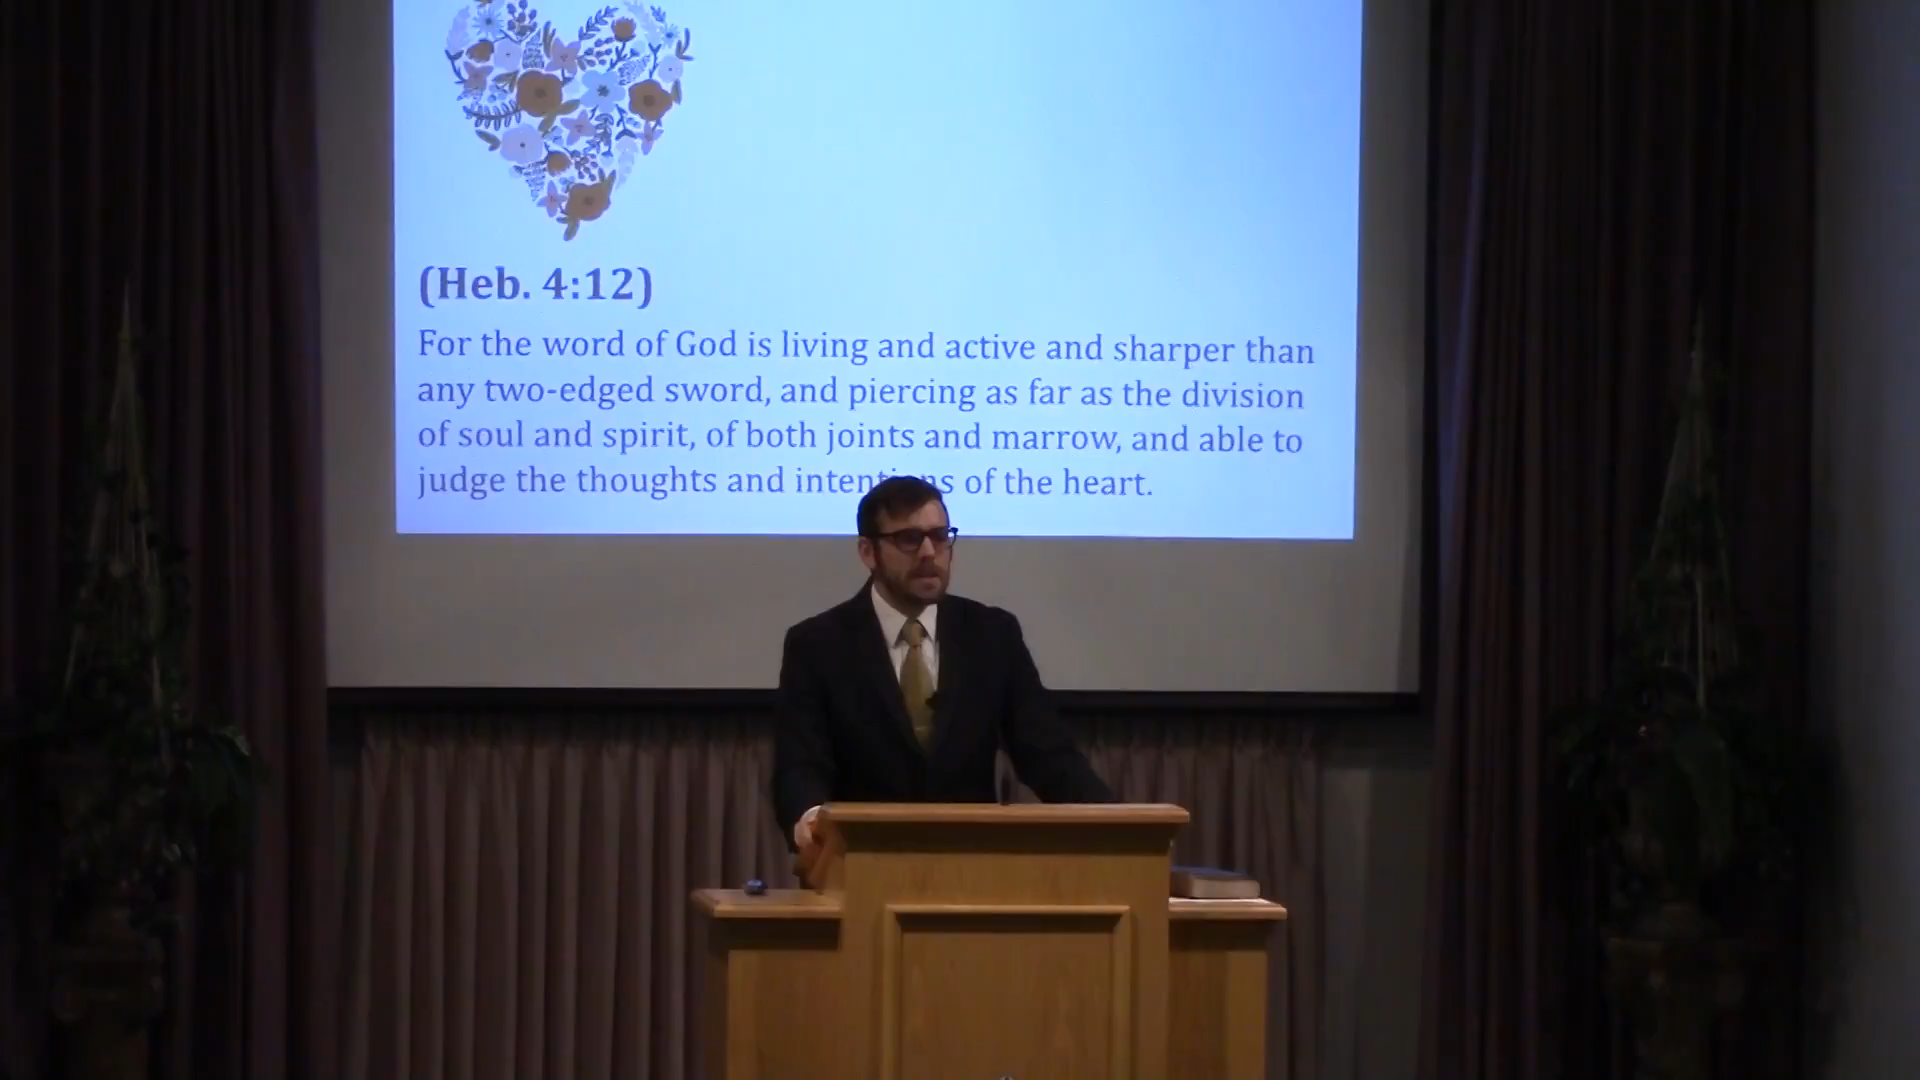 (Heb. 4:12)
For the word of God is living and active and sharper than
any two-edged sword, and piercing as far as the division
of soul and spirit, of both joints and marrow, and able to
judge the thoughts and intentions of the heart.